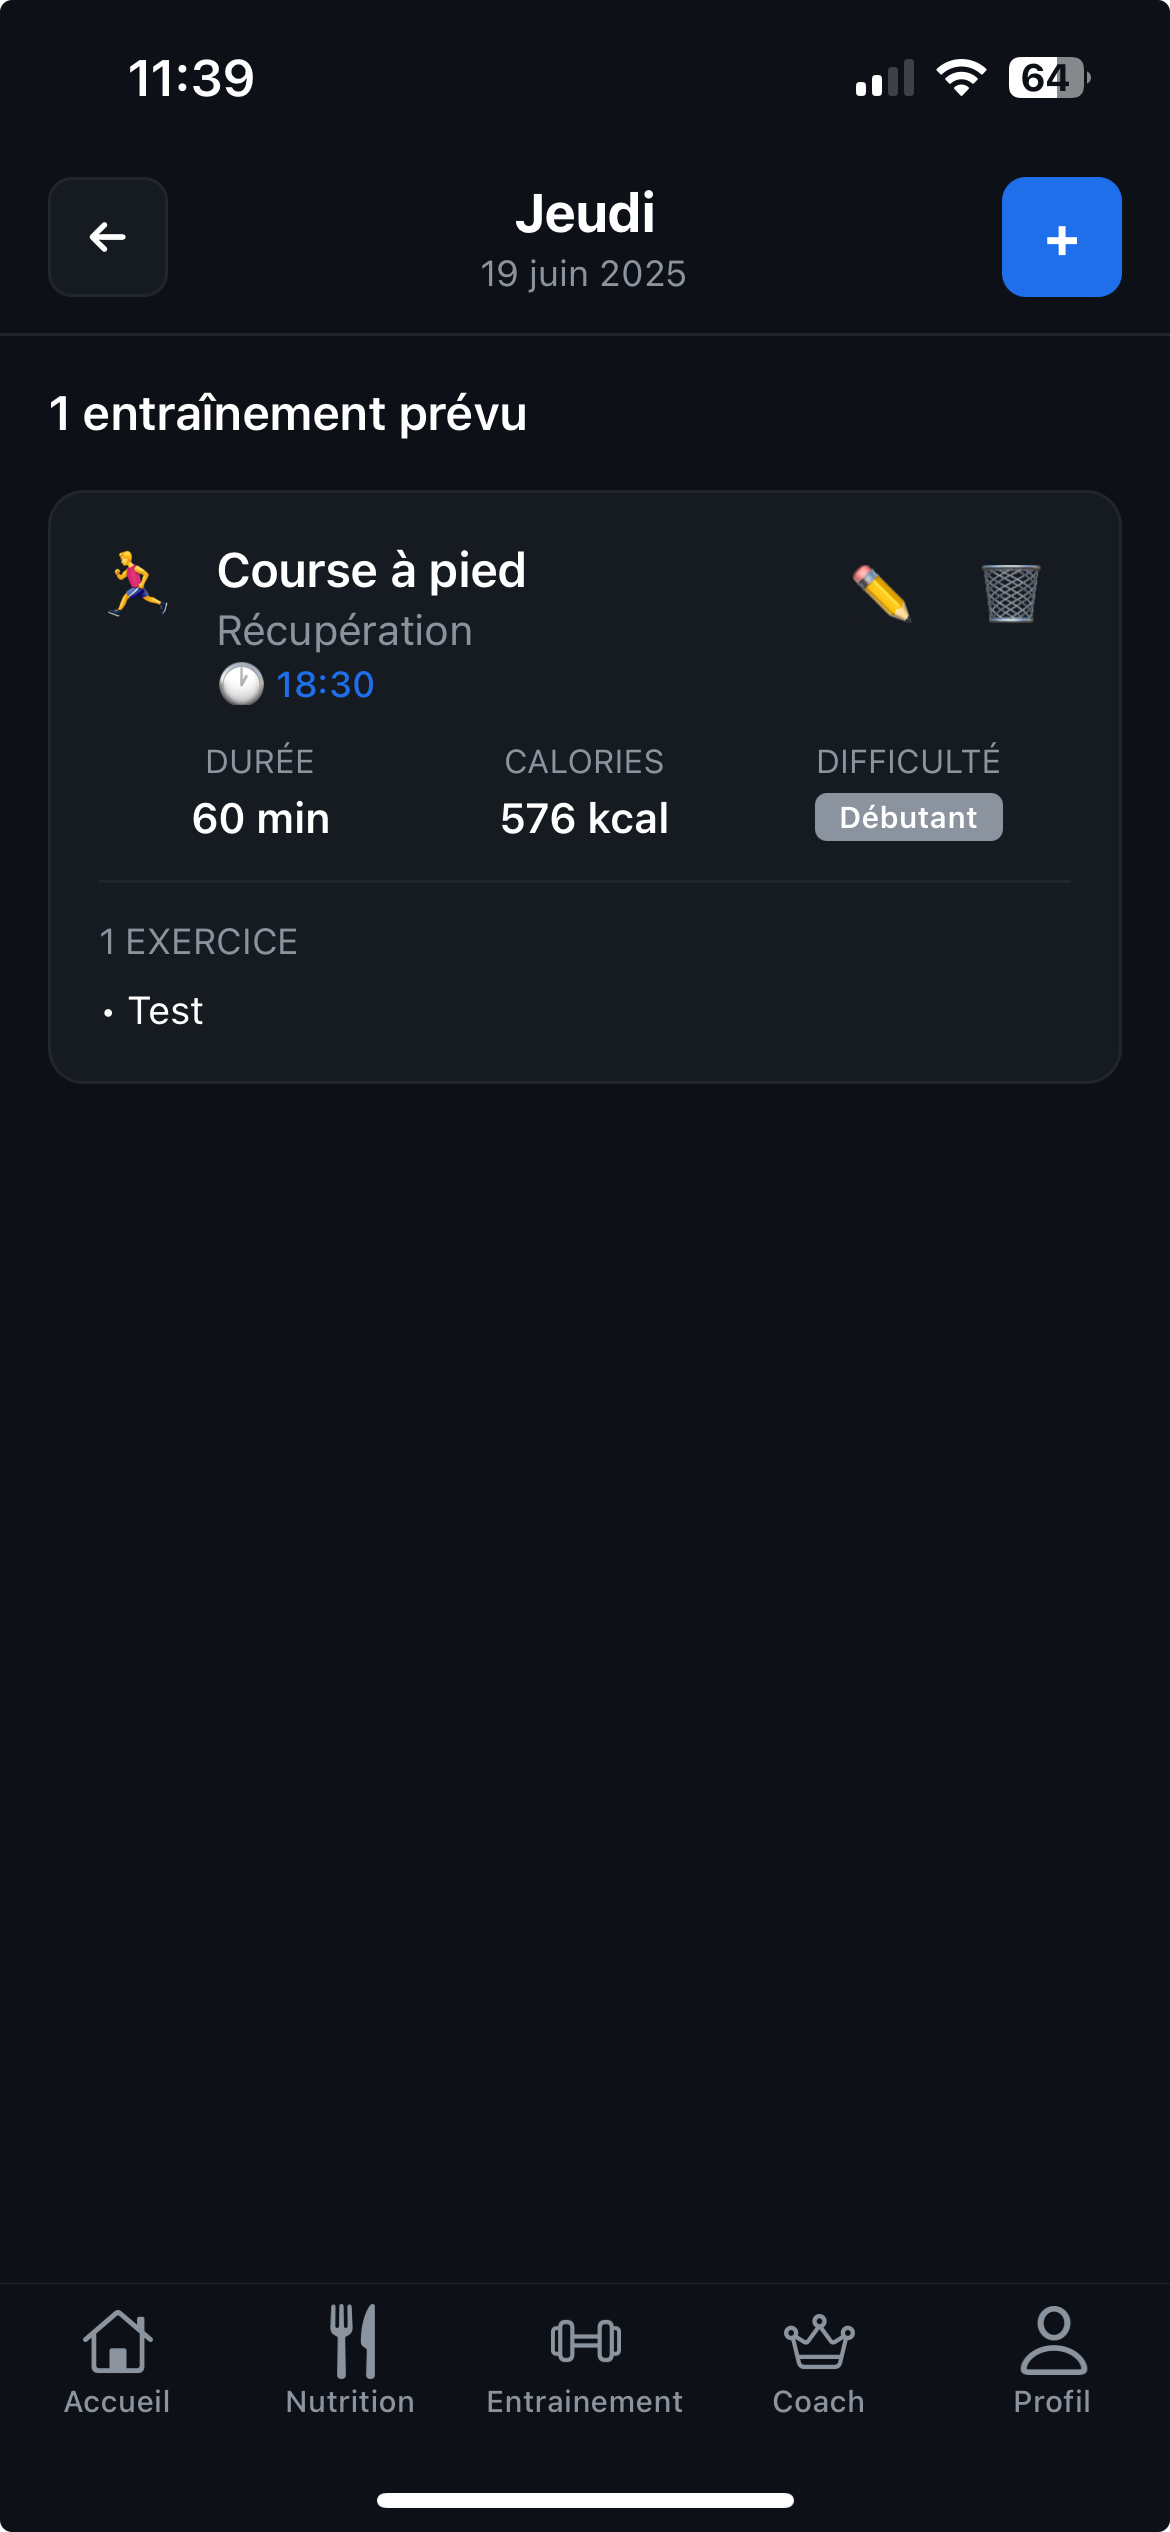 11:39
64
Jeudi
19 juin 2025
+
1 entraînement prévu
Course à pied
Récupération
18:30
DURÉE CALORIES DIFFICULTÉ
60 min 576 kcal Débutant
1 EXERCICE
• Test
Accueil Nutrition Entrainement Coach Profil